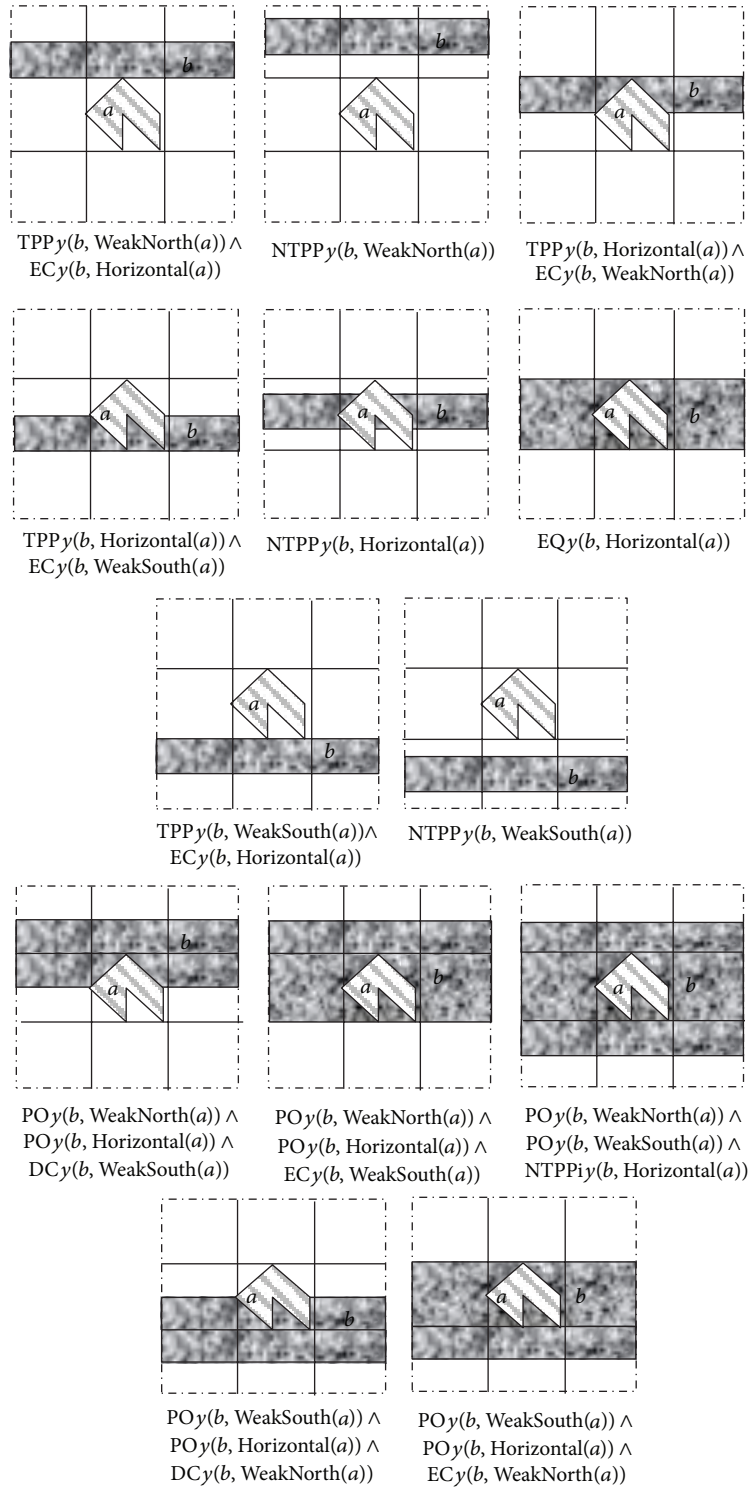 b
a
TPPy(b, WeakNorth(a)) ∧
ECy(b, Horizontal(a))
b
a
NTPPy(b, WeakNorth(a))
b
a
TPPy(b, Horizontal(a)) ∧
ECy(b, WeakNorth(a))
a
b
TPPy(b, Horizontal(a)) ∧
ECy(b, WeakSouth(a))
a
b
NTPPy(b, Horizontal(a))
a
b
EQy(b, Horizontal(a))
a
b
TPPy(b, WeakSouth(a))∧
ECy(b, Horizontal(a))
a
b
NTPPy(b, WeakSouth(a))
b
a
POy(b, WeakNorth(a)) ∧
POy(b, Horizontal(a)) ∧
DCy(b, WeakSouth(a))
b
a
POy(b, WeakNorth(a)) ∧
POy(b, Horizontal(a)) ∧
ECy(b, WeakSouth(a))
a
b
POy(b, WeakNorth(a)) ∧
POy(b, WeakSouth(a)) ∧
NTPPiy(b, Horizontal(a))
a
b
POy(b, WeakSouth(a)) ∧
POy(b, Horizontal(a)) ∧
DCy(b, WeakNorth(a))
a
b
POy(b, WeakSouth(a)) ∧
POy(b, Horizontal(a)) ∧
ECy(b, WeakNorth(a))